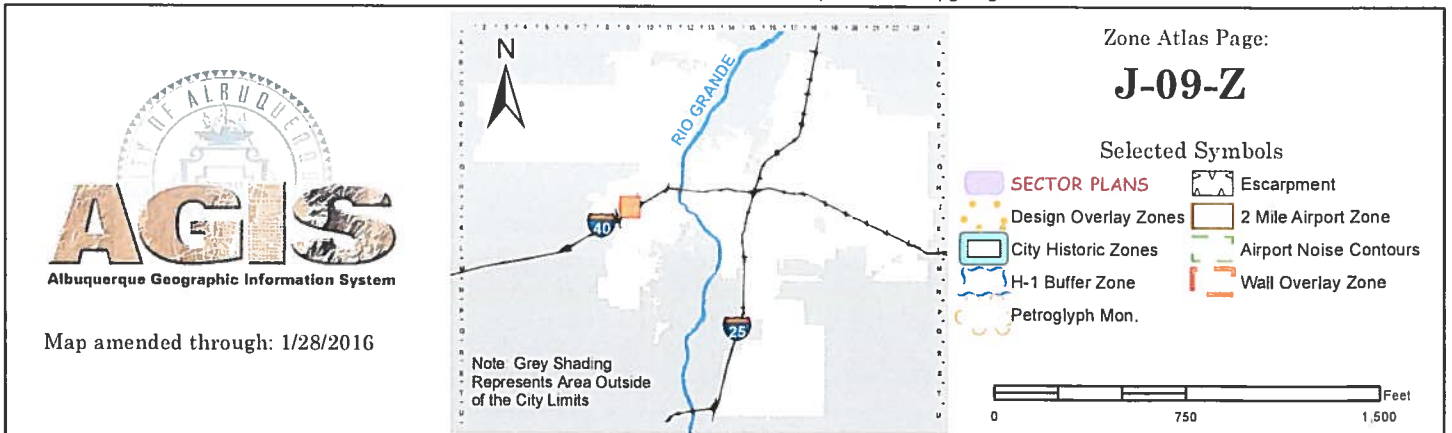 CITY OF ALBUQUERQUE
AGIS
Albuquerque Geographic Information System
Map amended through: 1/28/2016
N
RIO GRANDE
40
25
Note: Grey Shading
Represents Area Outside
of the City Limits
Zone Atlas Page:
J-09-Z
Selected Symbols
SECTOR PLANS
Escarpment
Design Overlay Zones
2 Mile Airport Zone
City Historic Zones
Airport Noise Contours
H-1 Buffer Zone
Wall Overlay Zone
Petroglyph Mon.
Feet
0 750 1,500